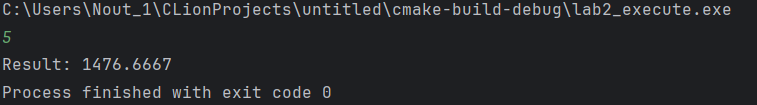 C:\Users\Nout_1\CLionProjects\untitled\cmake-build-debug\lab2_execute.exe
5
Result: 1476.6667
Process finished with exit code 0